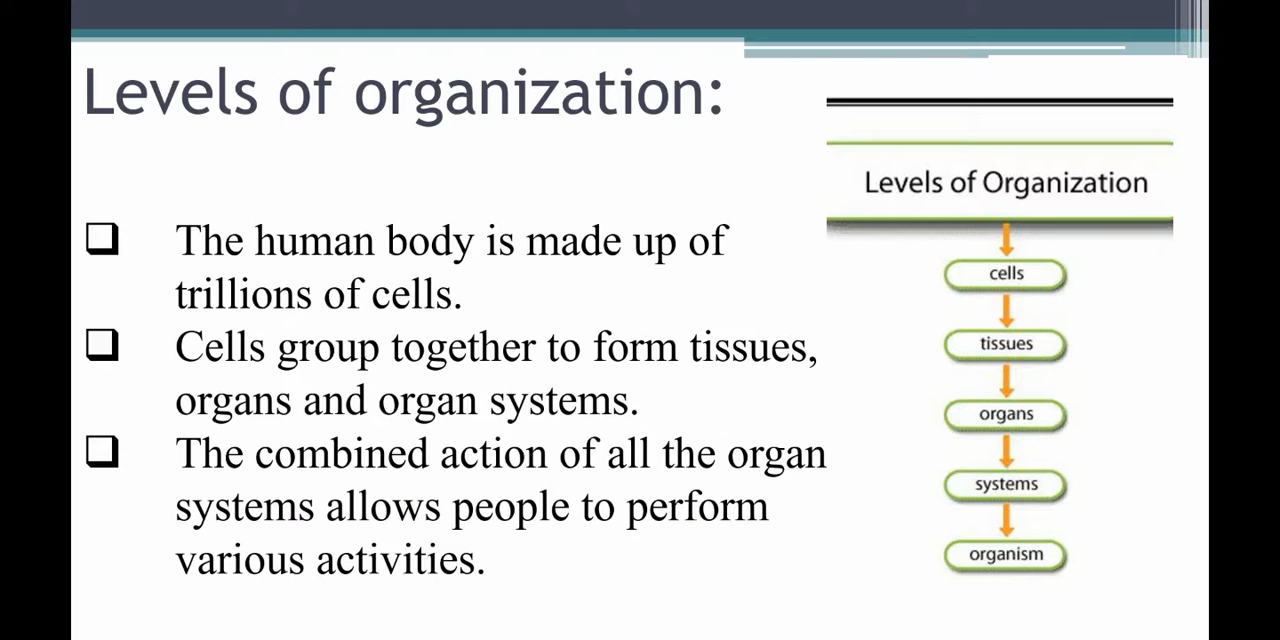 Levels of organization:
The human body is made up of
trillions of cells.
Cells group together to form tissues,
organs and organ systems.
The combined action of all the organ
systems allows people to perform
various activities.
Levels of Organization
cells
tissues
organs
systems
organism